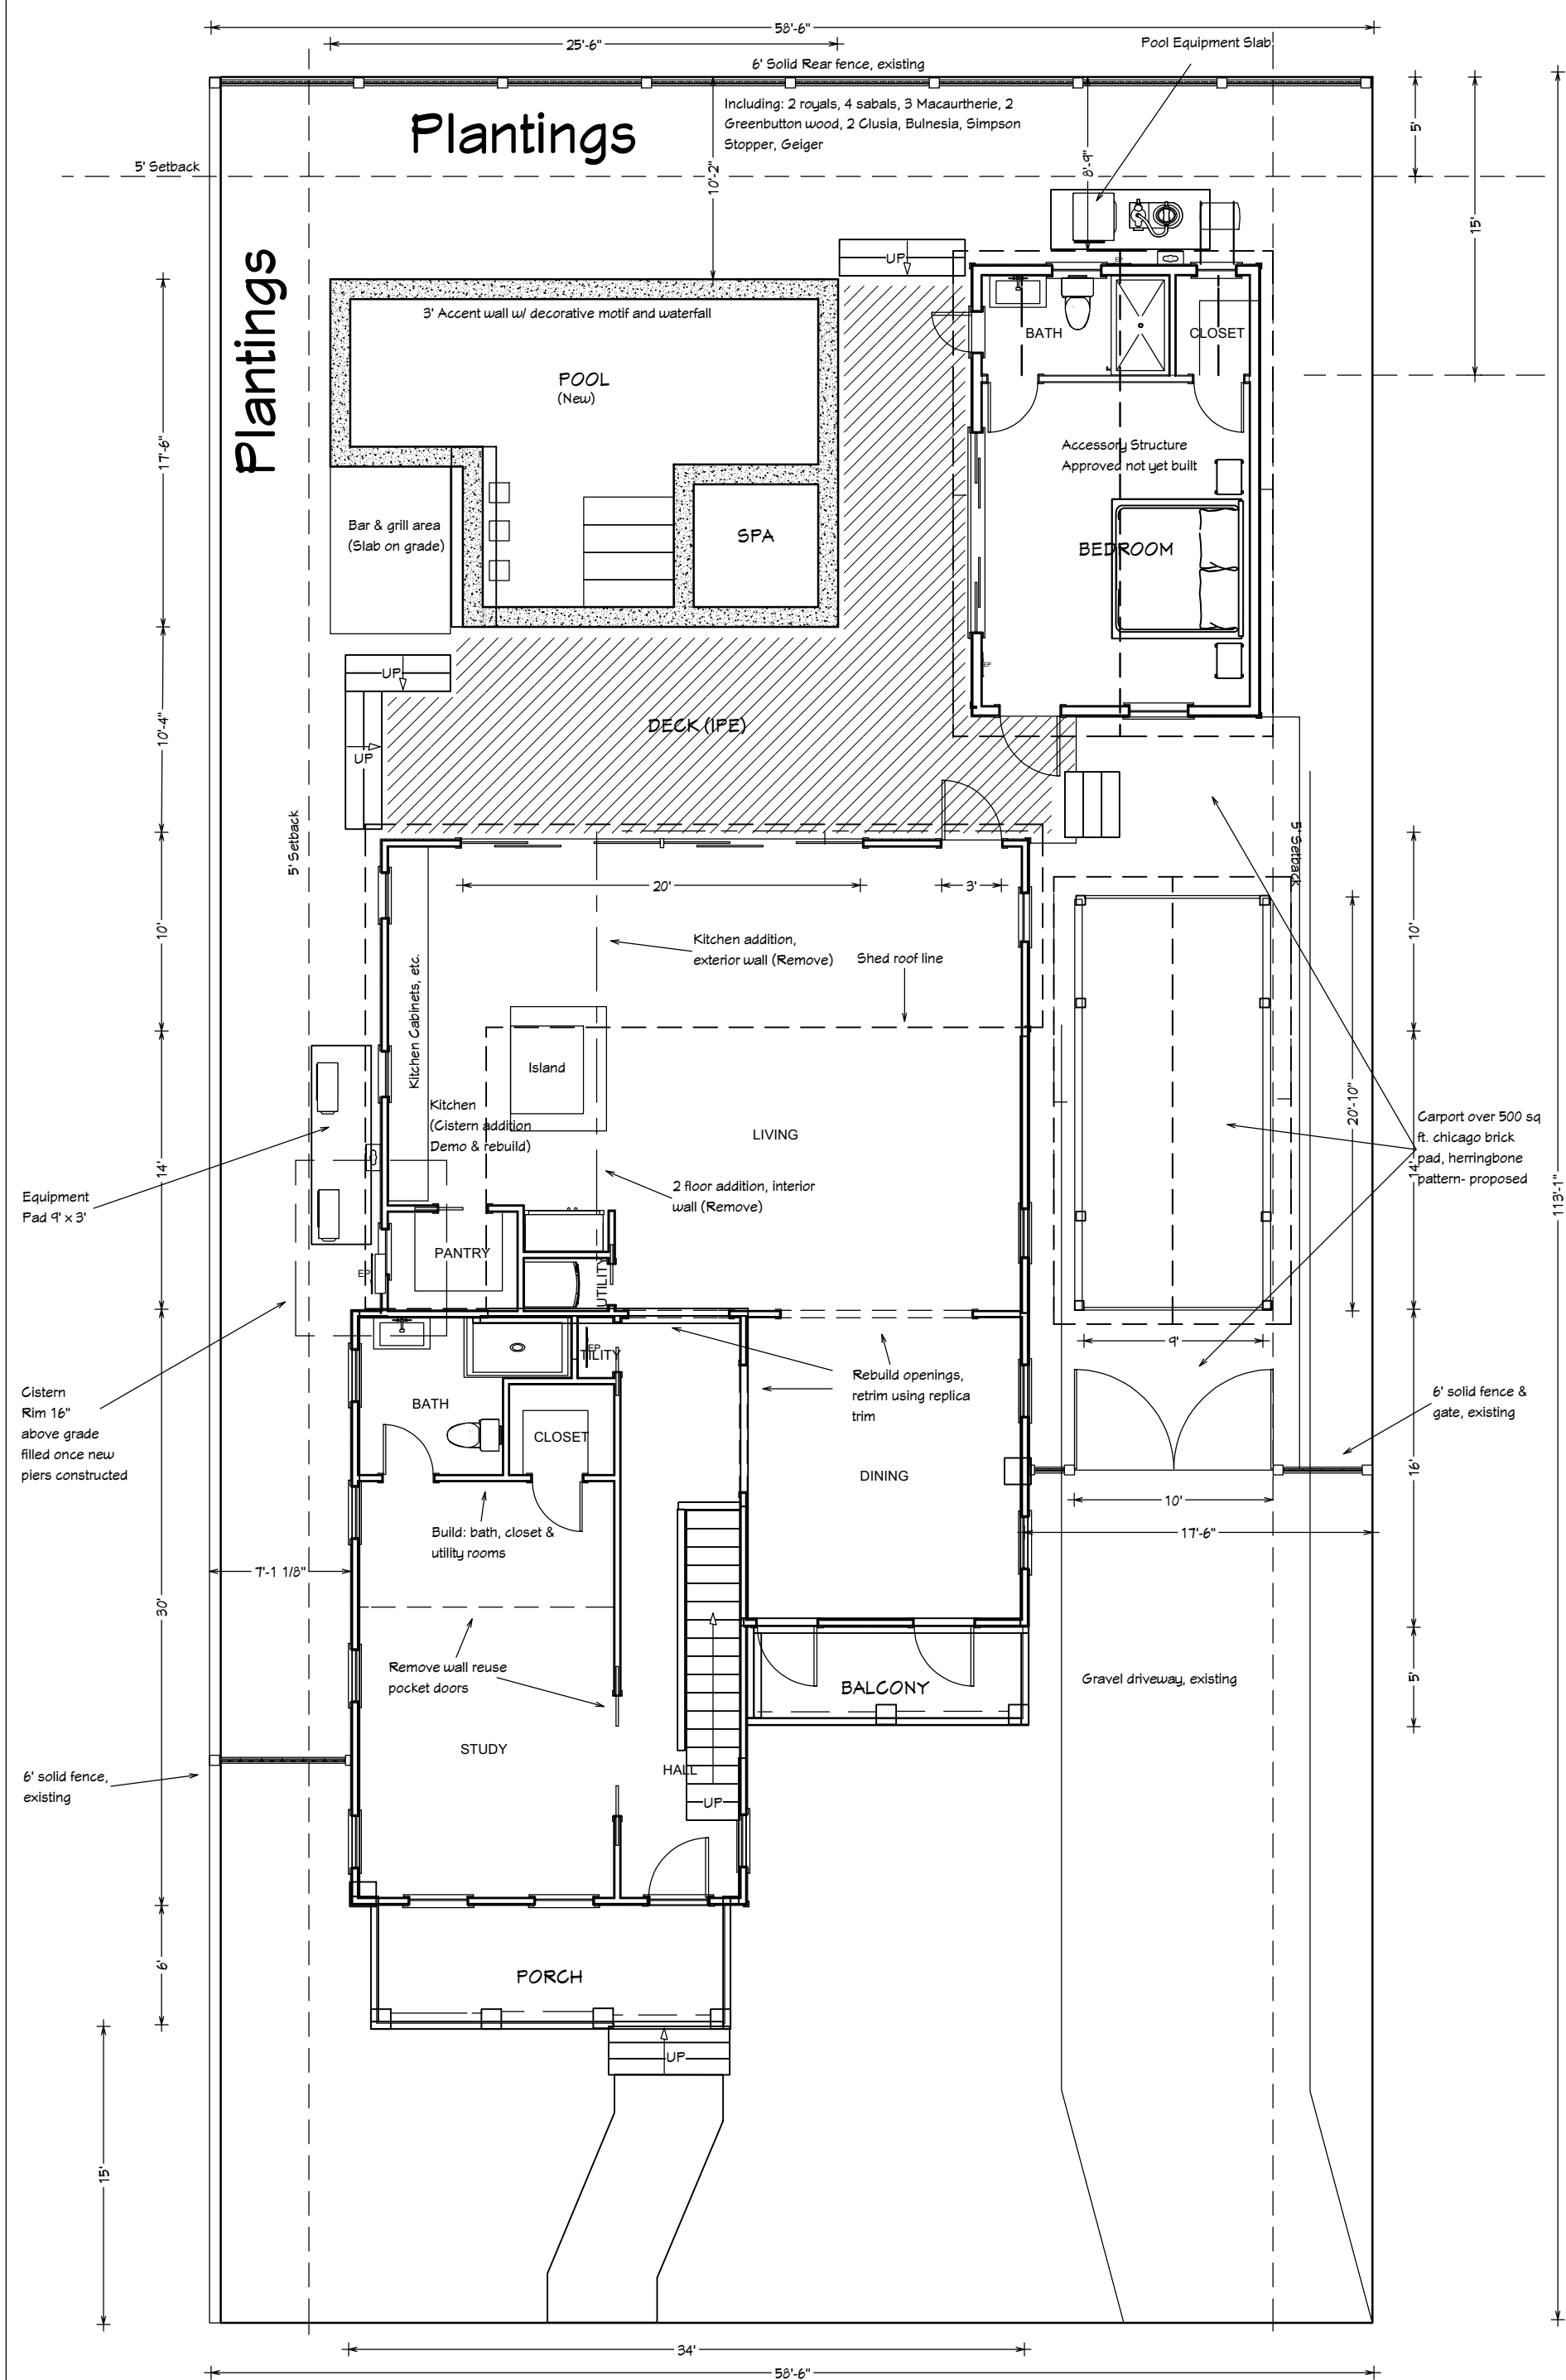 58'-6"
25'-6"
Pool Equipment Slab
6' Solid Rear fence, existing
Plantings
Including: 2 royals, 4 sabals, 3 Macaurtherie, 2
Greenbutton wood, 2 Clusia, Bulnesia, Simpson
Stopper, Geiger
5'
5' Setback
10'-2"
8'-9"
15'
Plantings
UP
EP
3' Accent wall w/ decorative motif and waterfall
BATH
CLOSET
POOL
(New)
17'-6"
Accessory Structure
Approved not yet built
Bar & grill area
(Slab on grade)
SPA
BEDROOM
EP
UP
10'-4"
DECK (IPE)
UP
5' Setback
5' Setback
20'
3'
10'
10'
Kitchen addition,
exterior wall (Remove)
Shed roof line
Kitchen Cabinets, etc.
Island
Kitchen
(Cistern addition
Demo & rebuild)
LIVING
20'-10"
Carport over 500 sq
ft. chicago brick
pad, herringbone
pattern- proposed
14'
14'
113'-1"
2 floor addition, interior
wall (Remove)
Equipment
Pad 9' x 3'
PANTRY
EP
UTILITY
9'
EP
UTILITY
Rebuild openings,
retrim using replica
trim
Cistern
Rim 16"
above grade
filled once new
piers constructed
BATH
CLOSET
6' solid fence &
gate, existing
DINING
16'
10'
Build: bath, closet &
utility rooms
17'-6"
7'-1 1/8"
30'
Remove wall reuse
pocket doors
BALCONY
Gravel driveway, existing
5'
STUDY
HALL
UP
6' solid fence,
existing
6'
PORCH
UP
15'
34'
58'-6"